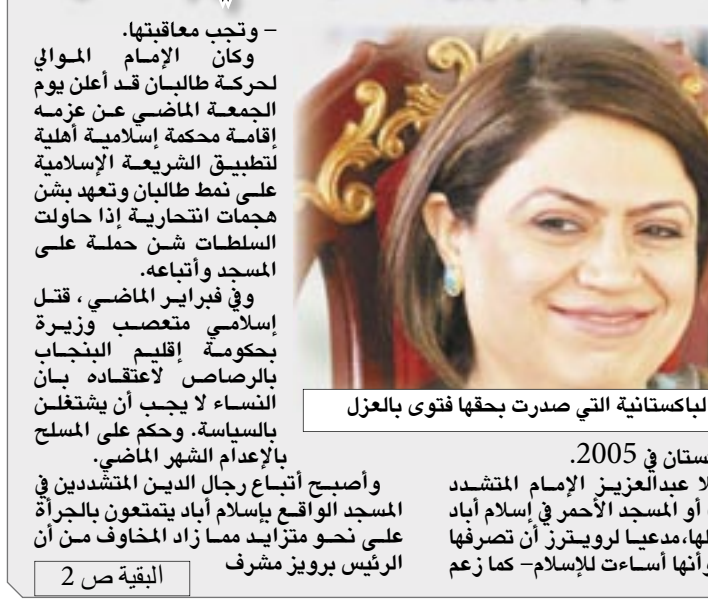 لباكستانية التي صدرت بحقها فتوى بالعزل
ستان في 2005.
لا عبدالعزيز الإمام المتشدد
أو المسجد الأحمر في إسلام أباد
لها،مدعيا لرويترز أن تصرفها
وأنها أساءت للإسلام– كما زعم
– وتجب معاقبتها.
وكان الإمام الموالي
لحركة طالبان قد أعلن يوم
الجمعة الماضي عن عزمه
إقامة محكمة إسلامية أهلية
لتطبيق الشريعة الإسلامية
على نمط طالبان وتعهد بشن
هجمات انتحارية إذا حاولت
السلطات شن حملة على
المسجد وأتباعه.
وفي فبراير الماضي ، قتل
إسلامي متعصب وزيرة
بحكومة إقليم البنجاب
بالرصاص لاعتقاده بان
النساء لا يجب أن يشتغلن
بالسياسة. وحكم على المسلح
بالإعدام الشهر الماضي.
وأصبح أتباع رجال الدين المتشددين في
المسجد الواقع بإسلام أباد يتمتعون بالجرأة
على نحو متزايد مما زاد المخاوف من أن
الرئيس برويز مشرف
البقية ص 2